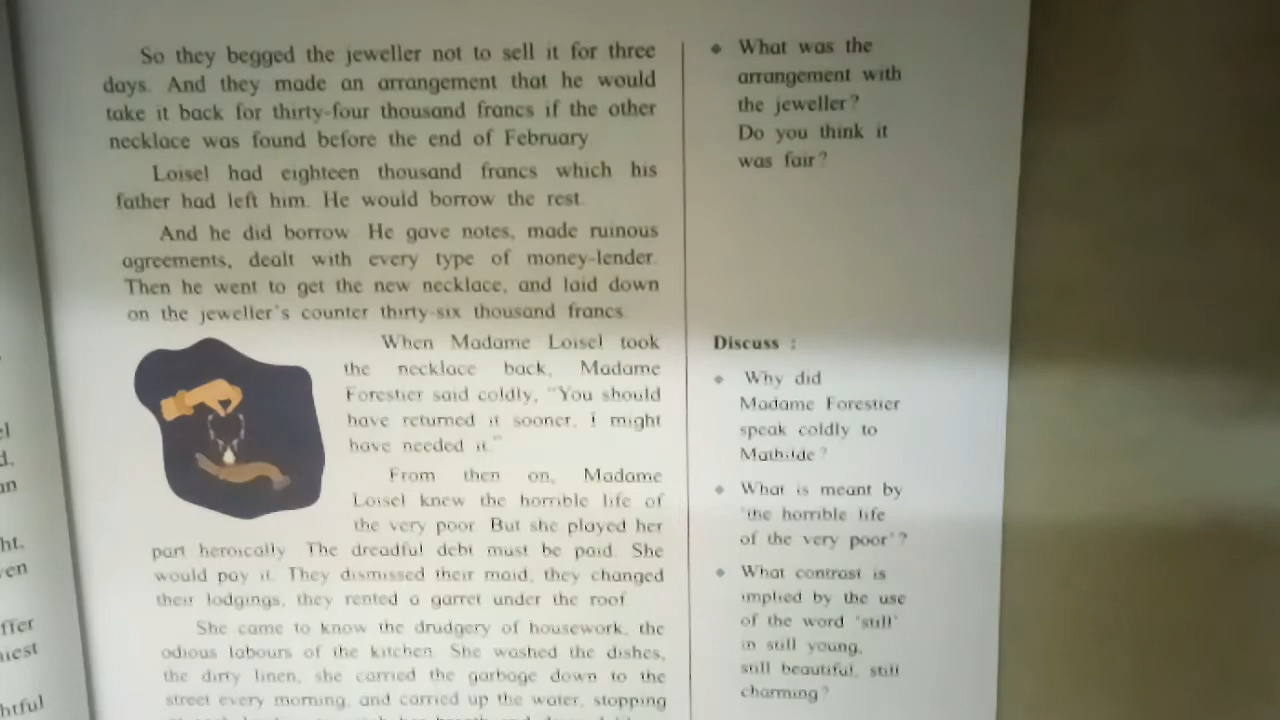 So they begged the jeweller not to sell it for three
days. And they made an arrangement that he would
take it back for thirty-four thousand francs if the other
necklace was found before the end of February
Loisel had eighteen thousand francs which his
father had left him. He would borrow the rest.
And he did borrow He gave notes, made ruinous
agreements, dealt with every type of money-lender.
Then he went to get the new necklace, and laid down
on the jeweller's counter thirty-six thousand francs.
When Madame Loisel took
the necklace back, Madame
Forestier said coldly, "You should
have returned it sooner, I might
have needed it."
From then on, Madame
Loisel knew the horrible life of
the very poor. But she played her
part heroically The dreadful debt must be paid. She
would pay it. They dismissed their maid, they changed
their lodgings, they rented a garret under the roof
She came to know the drudgery of housework, the
odious labours of the kitchen. She washed the dishes,
the dirty linen, she carried the garbage down to the
street every morning, and carried up the water, stopping
What was the
arrangement with
the jeweller?
Do you think it
was fair?
Discuss :
Why did
Madame Forestier
speak coldly to
Mathilde?
What is meant by
'the horrible life
of the very poor'?
What contrast is
implied by the use
of the word 'still'
in still young,
still beautiful, still
charming?
el
d.
an
ht.
ven
ffer
niest
htful